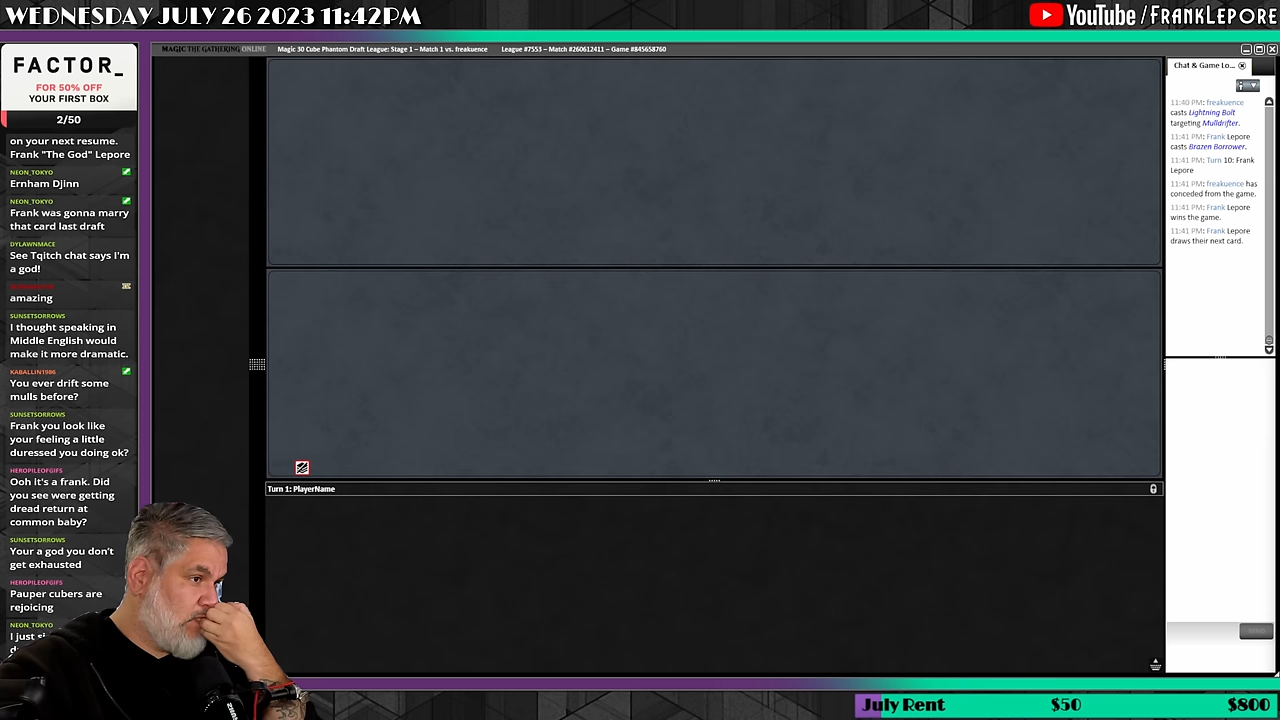 WEDNESDAY JULY 26 2023 11:42PM
YouTube /FRANKLEPORE
MAGIC THE GATHERING ONLINE
Magic 30 Cube Phantom Draft League: Stage 1 – Match 1 vs. freakuence
League #7553 – Match #260612411 – Game #845658760
FACTOR_
FOR 50% OFF
YOUR FIRST BOX
2/50
on your next resume.
Frank "The God" Lepore
NEON_TOKYO
Ernham Djinn
NEON_TOKYO
Frank was gonna marry
that card last draft
DYLAWNMACE
See Tqitch chat says I'm
a god!
amazing
SUNSETSORROWS
I thought speaking in
Middle English would
make it more dramatic.
KABALLIN1986
You ever drift some
mulls before?
SUNSETSORROWS
Frank you look like
your feeling a little
duressed you doing ok?
HEROPILEOFGIFS
Ooh It's a frank. Did
you see were getting
dread return at
common baby?
SUNSETSORROWS
Your a god you don't
get exhausted
HEROPILEOFGIFS
Pauper cubers are
rejoicing
NEON_TOKYO
I just
Chat & Game Lo...
11:40 PM: freakuence
casts Lightning Bolt
targeting Mulldrifter.
11:41 PM: Frank Lepore
casts Brazen Borrower.
11:41 PM: Turn 10: Frank
Lepore
11:41 PM: freakuence has
conceded from the game.
11:41 PM: Frank Lepore
wins the game.
11:41 PM: Frank Lepore
draws their next card.
Turn 1: PlayerName
SEND
July Rent $50 $800